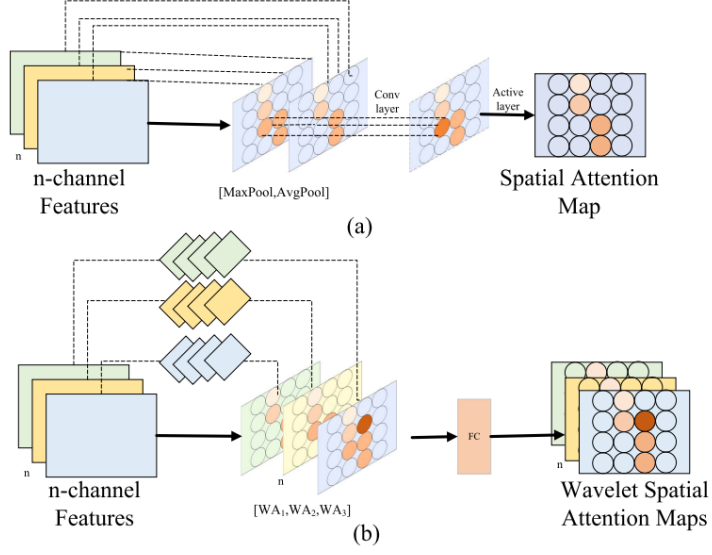 Conv
layer
Active
layer
n
n-channel
Features
[MaxPool,AvgPool]
Spatial Attention
Map
(a)
FC
n
n
n
n-channel
Features
[WA₁,WA₂,WA₃]
Wavelet Spatial
Attention Maps
(b)